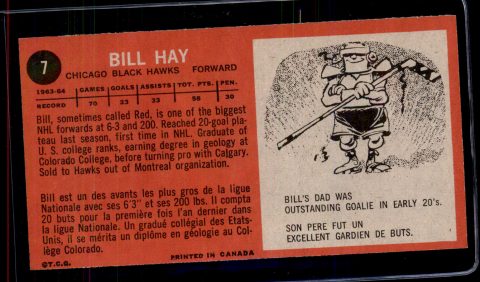 7
BILL HAY
CHICAGO BLACK HAWKS FORWARD
1963-64 GAMES GOALS ASSISTS TOT. PTS. PEN.
RECORD 70 23 33 56 30
Bill, sometimes called Red, is one of the biggest
NHL forwards at 6-3 and 200. Reached 20-goal pla-
teau last season, first time in NHL. Graduate of
U. S. college ranks, earning degree in geology at
Colorado College, before turning pro with Calgary.
Sold to Hawks out of Montreal organization.
Bill est un des avants les plus gros de la ligue
Nationale avec ses 6'3" et ses 200 lbs. Il compta
20 buts pour la première fois l'an dernier dans
la ligue Nationale. Un gradué collégial des Etats-
Unis, il se mérita un diplôme en géologie au Col-
lège Colorado.
©T.C.G. PRINTED IN CANADA
BILL'S DAD WAS
OUTSTANDING GOALIE IN EARLY 20's.
SON PERE FUT UN
EXCELLENT GARDIEN DE BUTS.